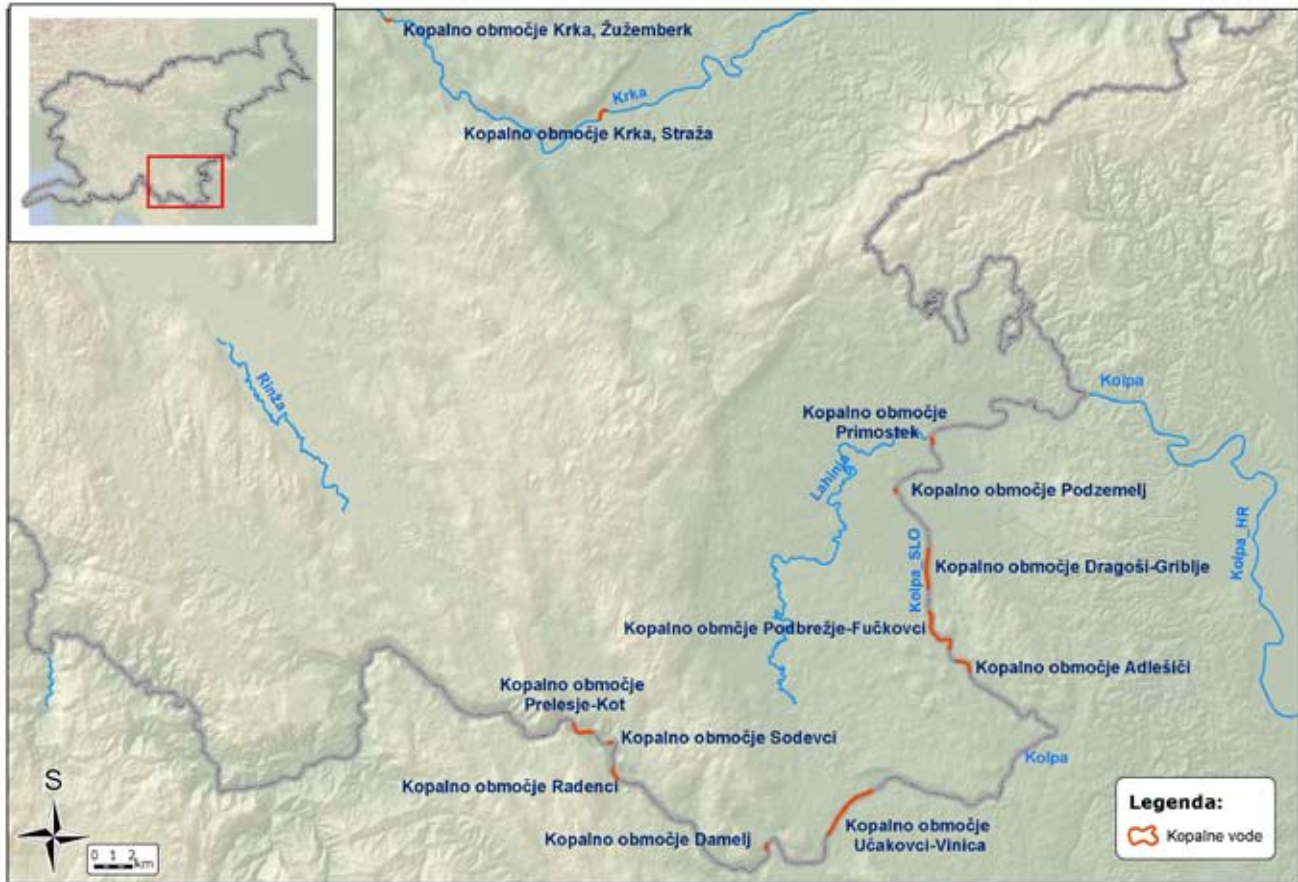 Kopalno območje Krka, Žužemberk
Krka
Kopalno območje Krka, Straža
Rinža
Kolpa
Kopalno območje
Primostek
Lahinja
Kopalno območje Podzemelj
Kolpa_SLO
Kolpa_HR
Kopalno območje Dragoši-Griblje
Kopalno obmčje Podbrežje-Fučkovci
Kopalno območje Adlešiči
Kopalno območje
Prelesje-Kot
Kopalno območje Sodevci
Kolpa
Kopalno območje Radenci
S
Kopalno območje Damelj
Kopalno območje
Učakovci-Vinica
0 1 2
km
Legenda:
Kopalne vode